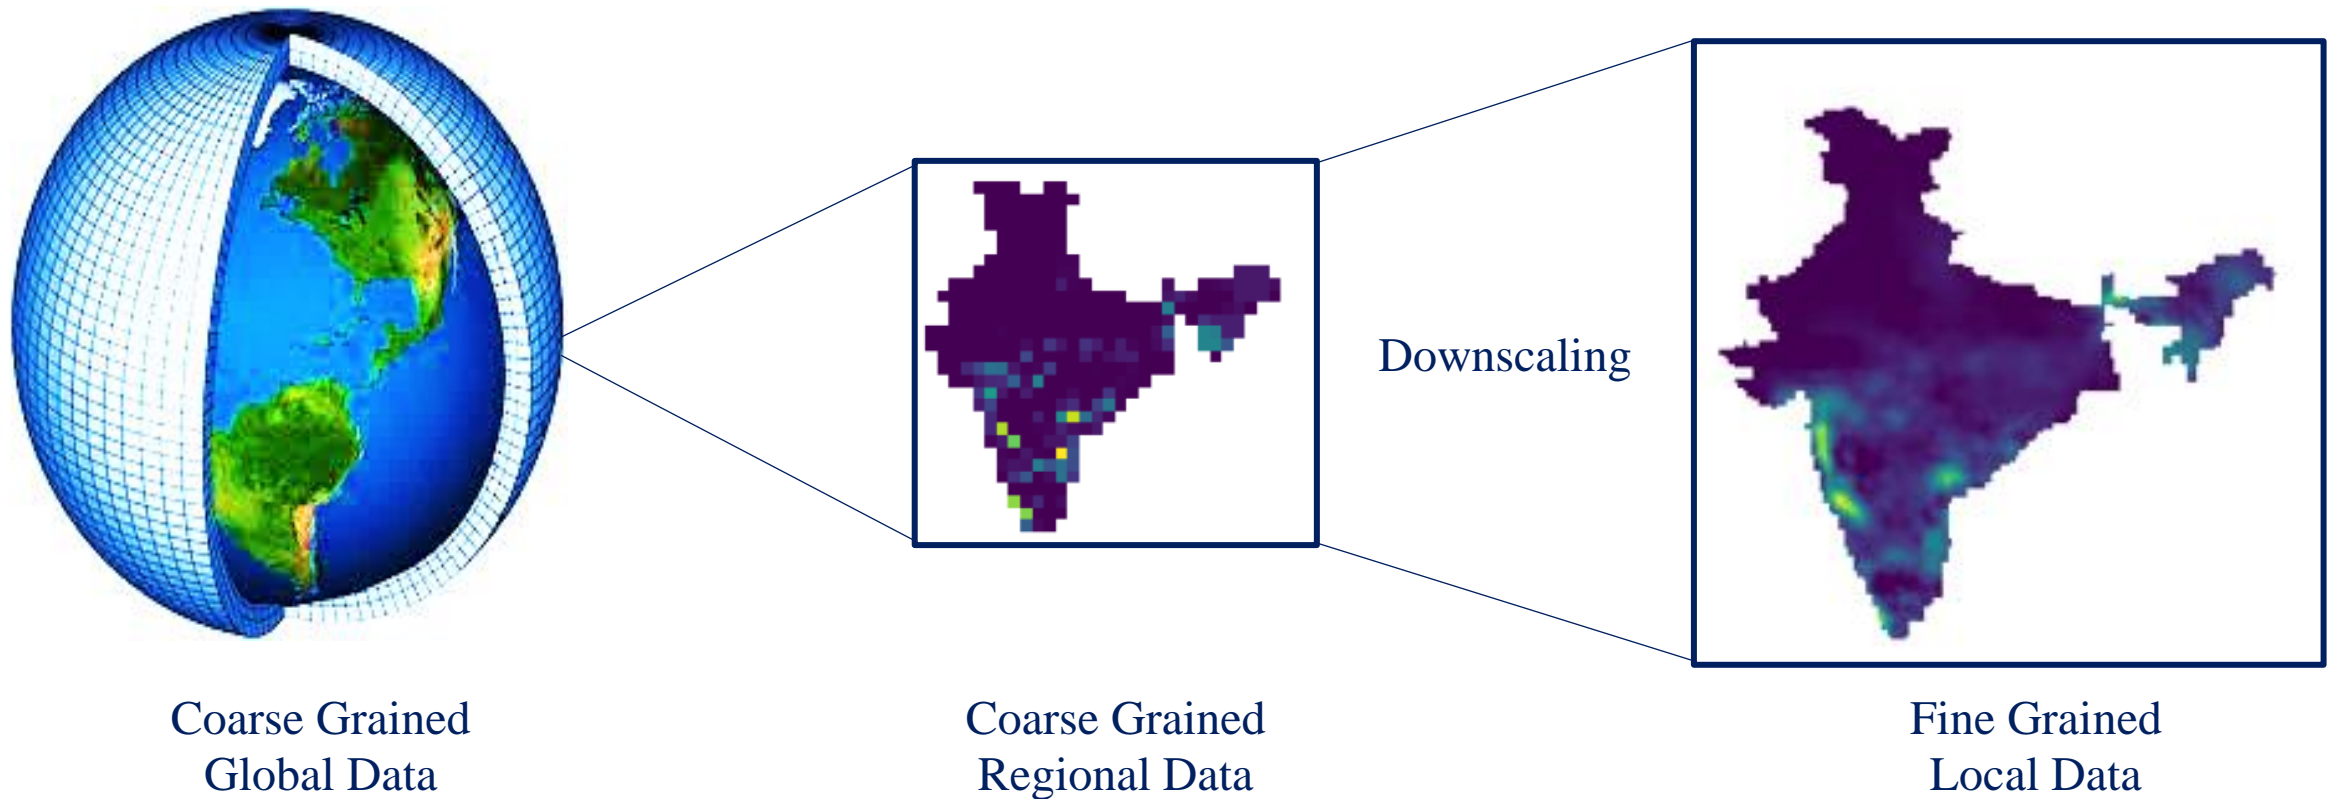 Downscaling
Coarse Grained
Global Data
Coarse Grained
Regional Data
Fine Grained
Local Data